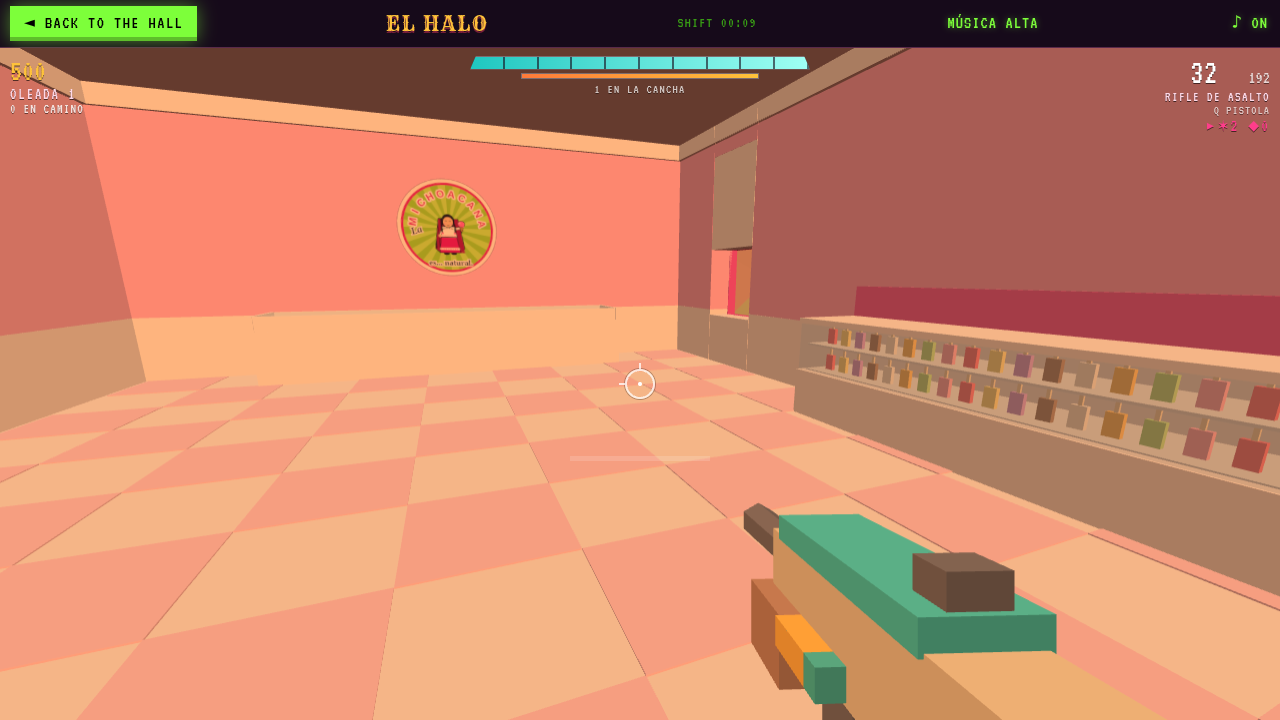 ◄ BACK TO THE HALL
EL HALO
SHIFT 00:09
MÚSICA ALTA
♪ ON
500
OLEADA 1
0 EN CAMINO
1 EN LA CANCHA
32 192
RIFLE DE ASALTO
Q PISTOLA
LA MICHOACANA
es... natural